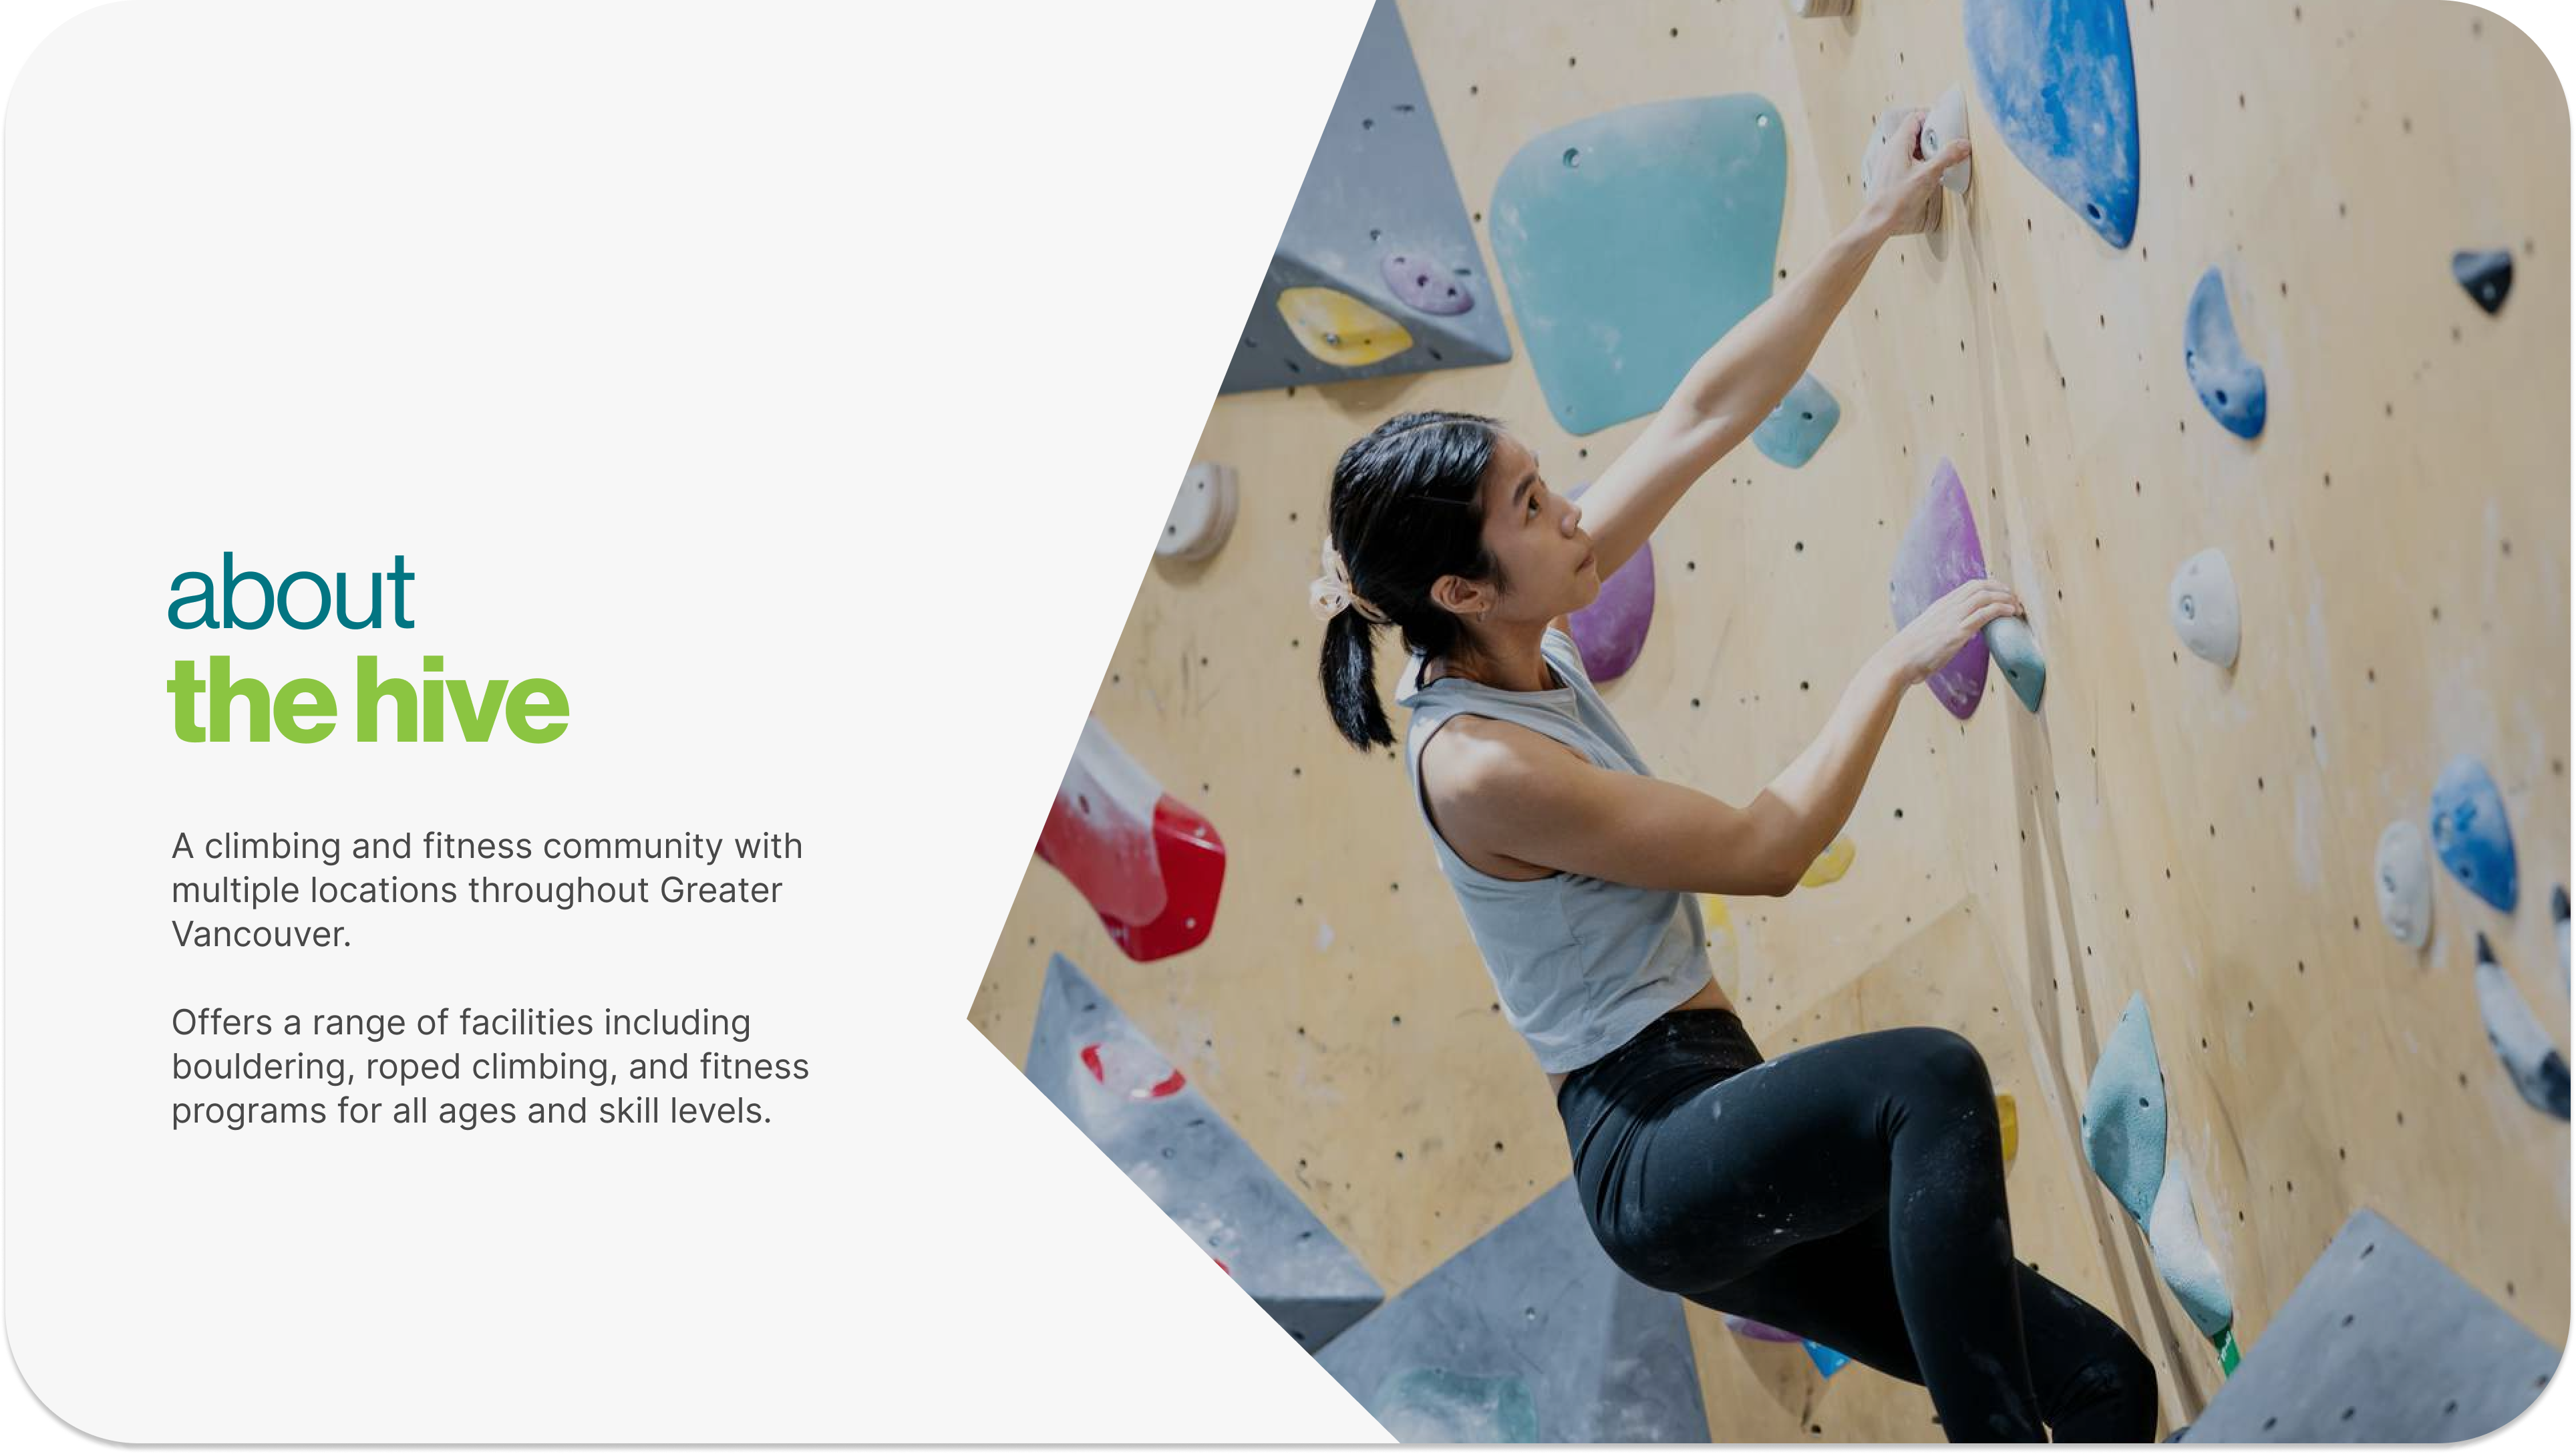 about
the hive
A climbing and fitness community with
multiple locations throughout Greater
Vancouver.
Offers a range of facilities including
bouldering, roped climbing, and fitness
programs for all ages and skill levels.